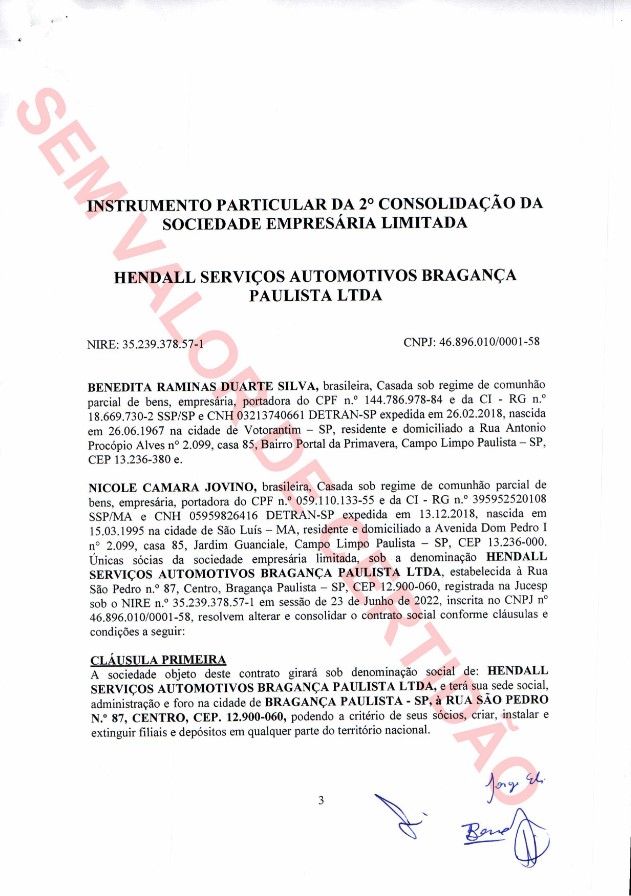 SEM VALOR DE CERTIDÃO
INSTRUMENTO PARTICULAR DA 2º CONSOLIDAÇÃO DA
SOCIEDADE EMPRESÁRIA LIMITADA
HENDALL SERVIÇOS AUTOMOTIVOS BRAGANÇA
PAULISTA LTDA
NIRE: 35.239.378.57-1 CNPJ: 46.896.010/0001-58
BENEDITA RAMINAS DUARTE SILVA, brasileira, Casada sob regime de comunhão
parcial de bens, empresária, portadora do CPF n.º 144.786.978-84 e da CI - RG n.º
18.669.730-2 SSP/SP e CNH 03213740661 DETRAN-SP expedida em 26.02.2018, nascida
em 26.06.1967 na cidade de Votorantim – SP, residente e domiciliado a Rua Antonio
Procópio Alves nº 2.099, casa 85, Bairro Portal da Primavera, Campo Limpo Paulista – SP,
CEP 13.236-380 e.
NICOLE CAMARA JOVINO, brasileira, Casada sob regime de comunhão parcial de
bens, empresária, portadora do CPF n.º 059.110.133-55 e da CI - RG n.º 395952520108
SSP/MA e CNH 05959826416 DETRAN-SP expedida em 13.12.2018, nascida em
15.03.1995 na cidade de São Luís – MA, residente e domiciliado a Avenida Dom Pedro I
nº 2.099, casa 85, Jardim Guanciale, Campo Limpo Paulista – SP, CEP 13.236-000.
Únicas sócias da sociedade empresária limitada, sob a denominação HENDALL
SERVIÇOS AUTOMOTIVOS BRAGANÇA PAULISTA LTDA, estabelecida à Rua
São Pedro n.º 87, Centro, Bragança Paulista – SP, CEP 12.900-060, registrada na Jucesp
sob o NIRE n.º 35.239.378.57-1 em sessão de 23 de Junho de 2022, inscrita no CNPJ nº
46.896.010/0001-58, resolvem alterar e consolidar o contrato social conforme cláusulas e
condições a seguir:
CLÁUSULA PRIMEIRA
A sociedade objeto deste contrato girará sob denominação social de: HENDALL
SERVIÇOS AUTOMOTIVOS BRAGANÇA PAULISTA LTDA, e terá sua sede social,
administração e foro na cidade de BRAGANÇA PAULISTA - SP, à RUA SÃO PEDRO
N.º 87, CENTRO, CEP. 12.900-060, podendo a critério de seus sócios, criar, instalar e
extinguir filiais e depósitos em qualquer parte do território nacional.
3